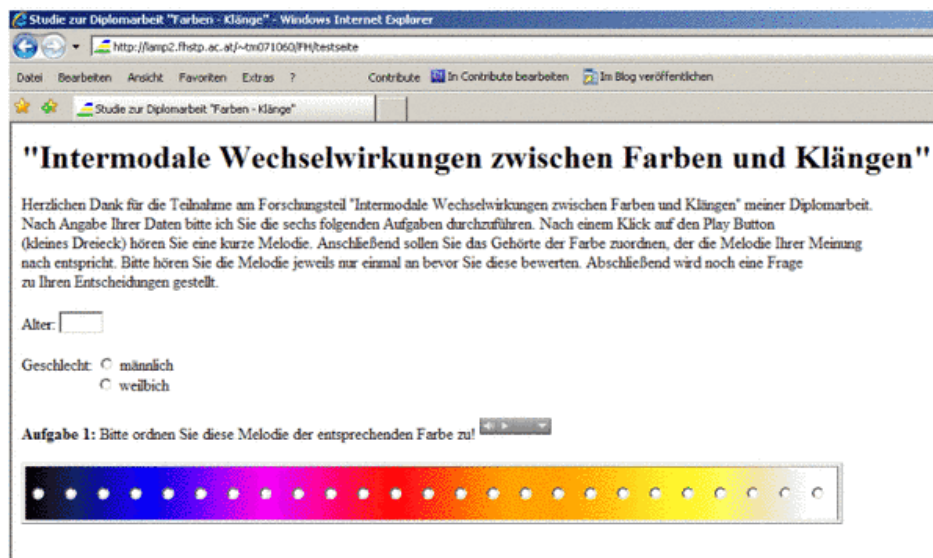 Studie zur Diplomarbeit "Farben - Klänge" - Windows Internet Explorer
http://lamp2.fhstp.ac.at/~tm071060/FH/testseite
Datei Bearbeiten Ansicht Favoriten Extras ? Contribute In Contribute bearbeiten Im Blog veröffentlichen
Studie zur Diplomarbeit "Farben - Klänge"
"Intermodale Wechselwirkungen zwischen Farben und Klängen"
Herzlichen Dank für die Teilnahme am Forschungsteil "Intermodale Wechselwirkungen zwischen Farben und Klängen" meiner Diplomarbeit.
Nach Angabe Ihrer Daten bitte ich Sie die sechs folgenden Aufgaben durchzuführen. Nach einem Klick auf den Play Button
(kleines Dreieck) hören Sie eine kurze Melodie. Anschließend sollen Sie das Gehörte der Farbe zuordnen, der die Melodie Ihrer Meinung
nach entspricht. Bitte hören Sie die Melodie jeweils nur einmal an bevor Sie diese bewerten. Abschließend wird noch eine Frage
zu Ihren Entscheidungen gestellt.
Alter:
Geschlecht: männlich
weilbich
Aufgabe 1: Bitte ordnen Sie diese Melodie der entsprechenden Farbe zu!